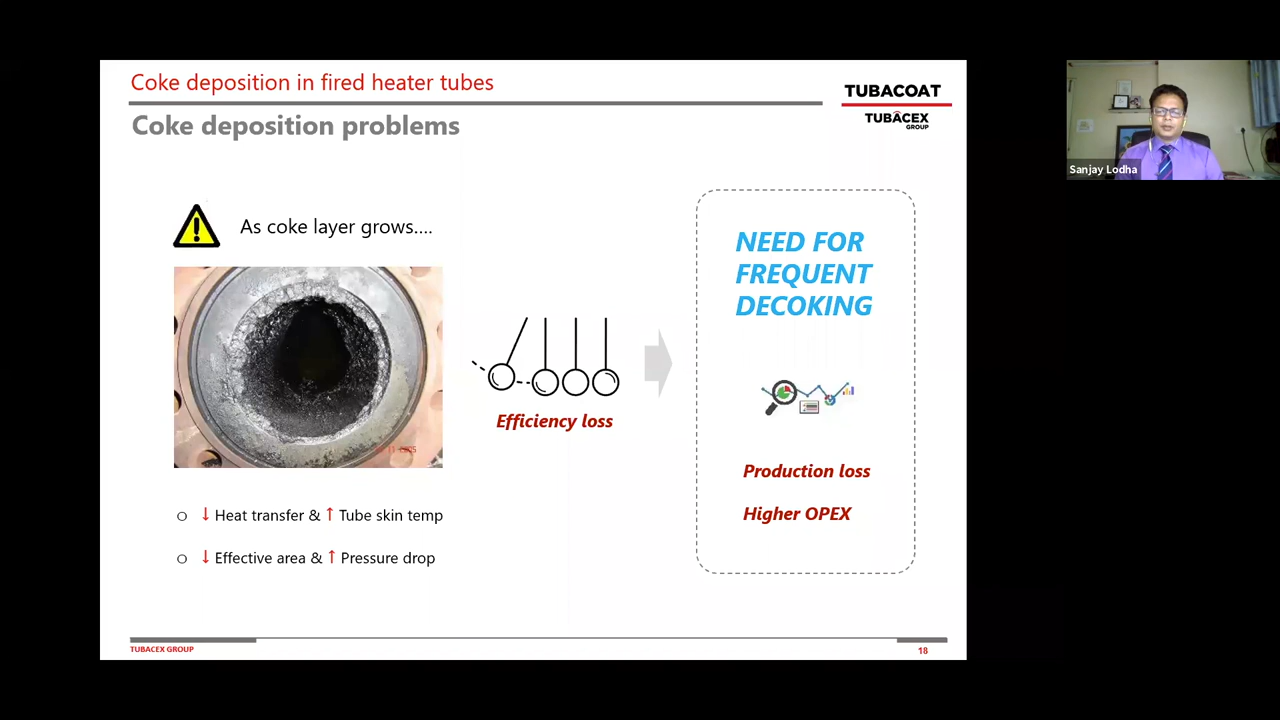 Coke deposition in fired heater tubes
TUBACOAT
TUBACEX
GROUP
Coke deposition problems
Sanjay Lodha
As coke layer grows....
NEED FOR
FREQUENT
DECOKING
Efficiency loss
Production loss
Higher OPEX
○ ↓ Heat transfer & ↑ Tube skin temp
○ ↓ Effective area & ↑ Pressure drop
TUBACEX GROUP
18